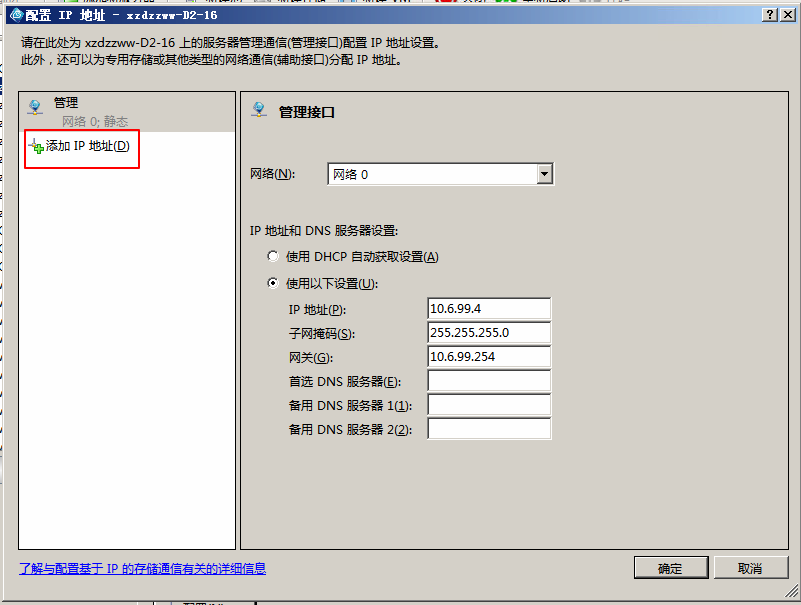 配置 IP 地址 - xzdzzww-D2-16
请在此处为 xzdzzww-D2-16 上的服务器管理通信(管理接口)配置 IP 地址设置。
此外，还可以为专用存储或其他类型的网络通信(辅助接口)分配 IP 地址。
管理
网络 0; 静态
添加 IP 地址(D)
管理接口
网络(N):
网络 0
IP 地址和 DNS 服务器设置:
使用 DHCP 自动获取设置(A)
使用以下设置(U):
IP 地址(P):
10.6.99.4
子网掩码(S):
255.255.255.0
网关(G):
10.6.99.254
首选 DNS 服务器(E):
备用 DNS 服务器 1(1):
备用 DNS 服务器 2(2):
了解与配置基于 IP 的存储通信有关的详细信息
确定
取消